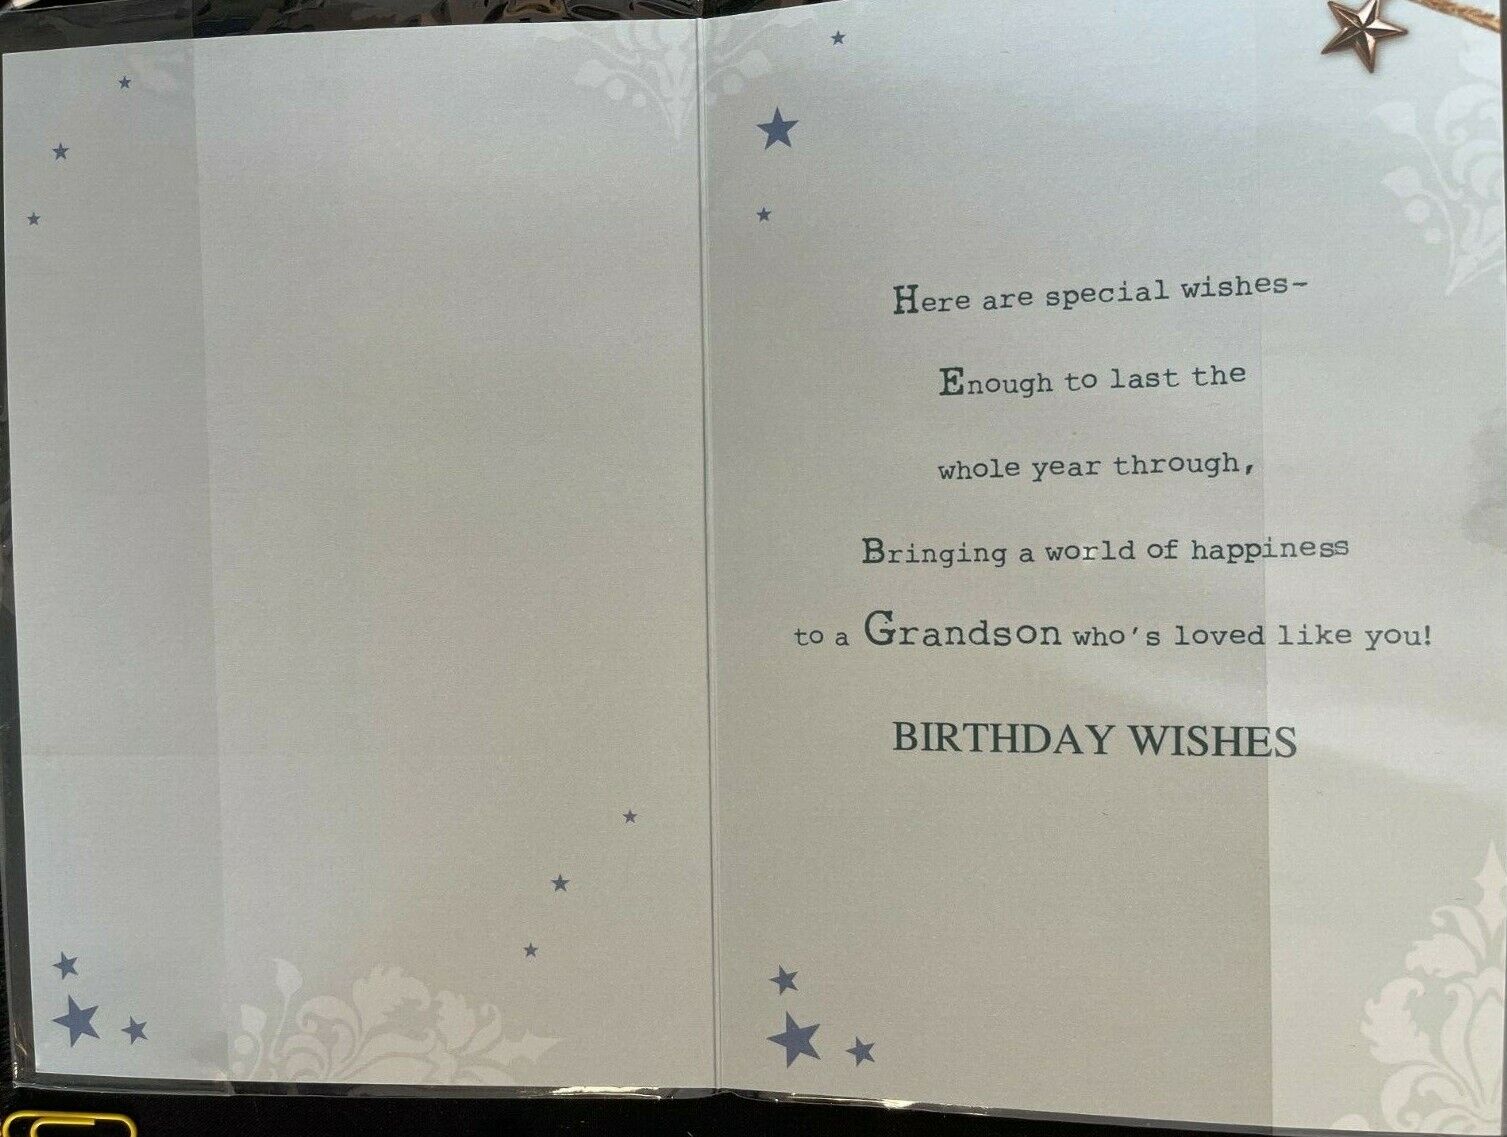 Here are special wishes-
Enough to last the
whole year through,
Bringing a world of happiness
to a Grandson who's loved like you!
BIRTHDAY WISHES